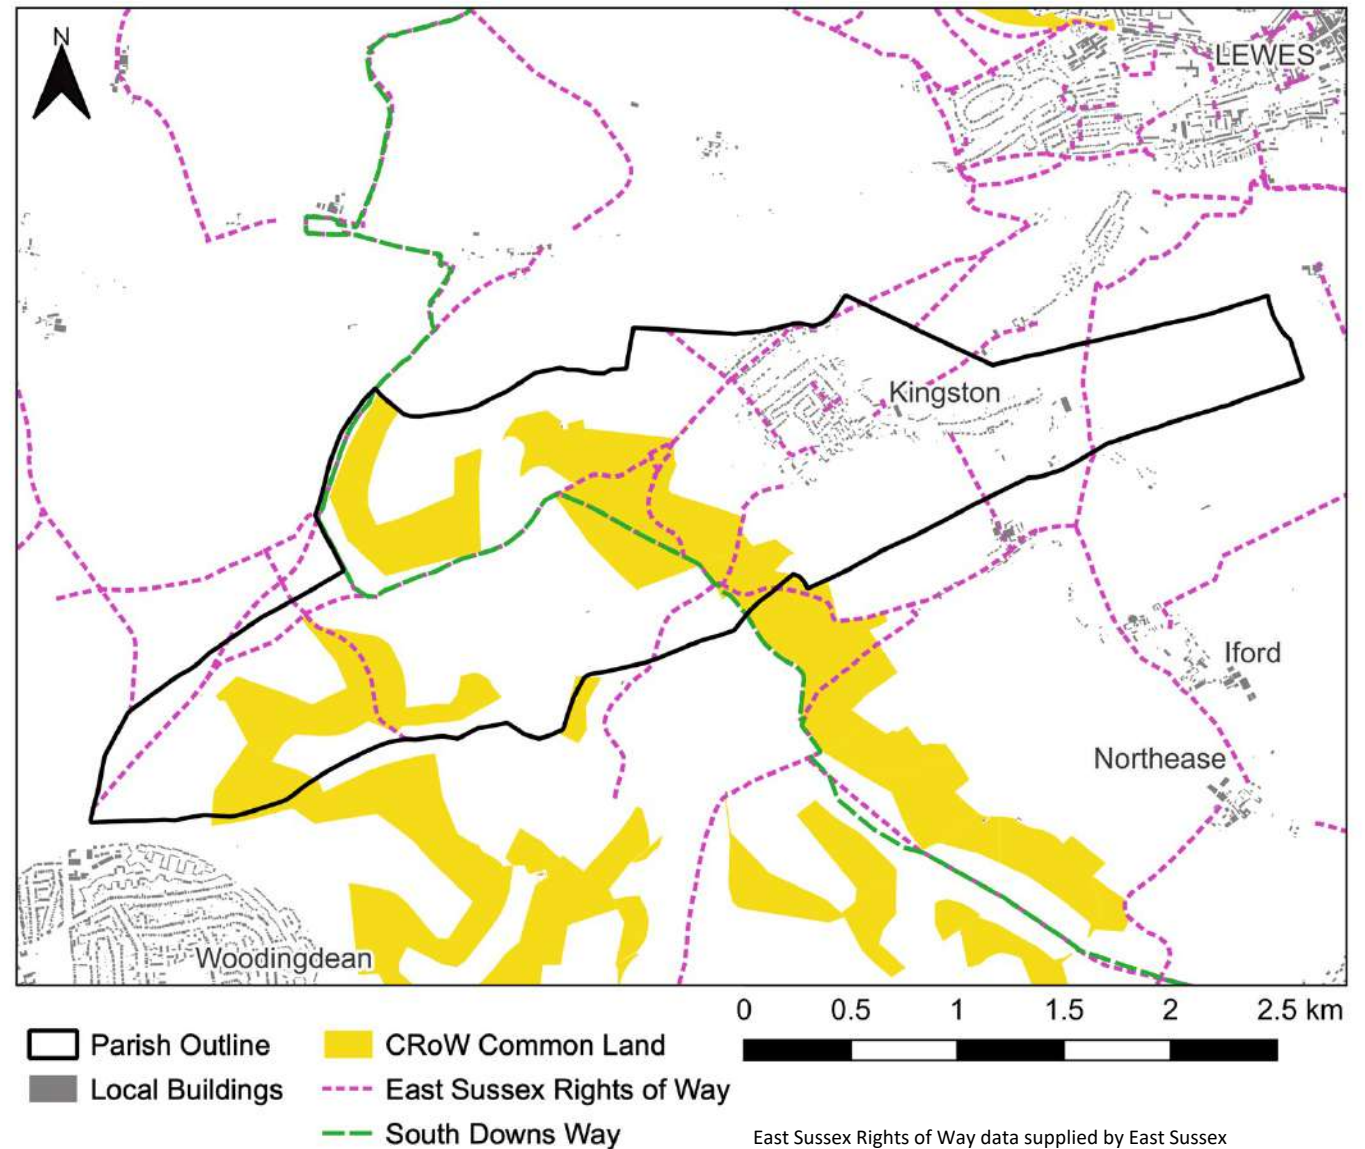 N
LEWES
Kingston
Iford
Northease
Woodingdean
0 0.5 1 1.5 2 2.5 km
Parish Outline
CRoW Common Land
Local Buildings
East Sussex Rights of Way
South Downs Way
East Sussex Rights of Way data supplied by East Sussex